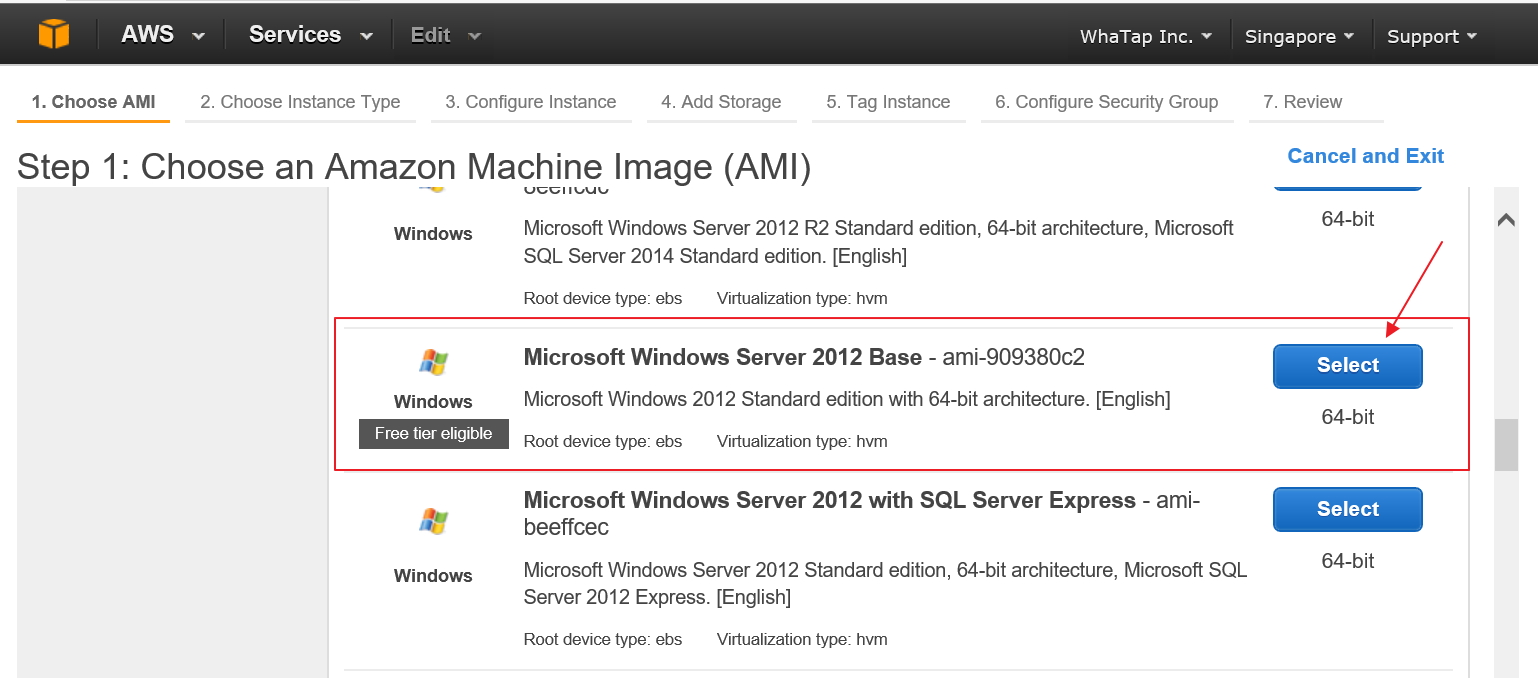 AWS Services Edit WhaTap Inc. Singapore Support
1. Choose AMI 2. Choose Instance Type 3. Configure Instance 4. Add Storage 5. Tag Instance 6. Configure Security Group 7. Review
Step 1: Choose an Amazon Machine Image (AMI)
Cancel and Exit
Windows
Microsoft Windows Server 2012 R2 Standard edition, 64-bit architecture, Microsoft
SQL Server 2014 Standard edition. [English]
Root device type: ebs Virtualization type: hvm
64-bit
Windows
Free tier eligible
Microsoft Windows Server 2012 Base - ami-909380c2
Microsoft Windows 2012 Standard edition with 64-bit architecture. [English]
Root device type: ebs Virtualization type: hvm
Select
64-bit
Windows
Microsoft Windows Server 2012 with SQL Server Express - ami-
beeffcec
Microsoft Windows Server 2012 Standard edition, 64-bit architecture, Microsoft SQL
Server 2012 Express. [English]
Root device type: ebs Virtualization type: hvm
Select
64-bit